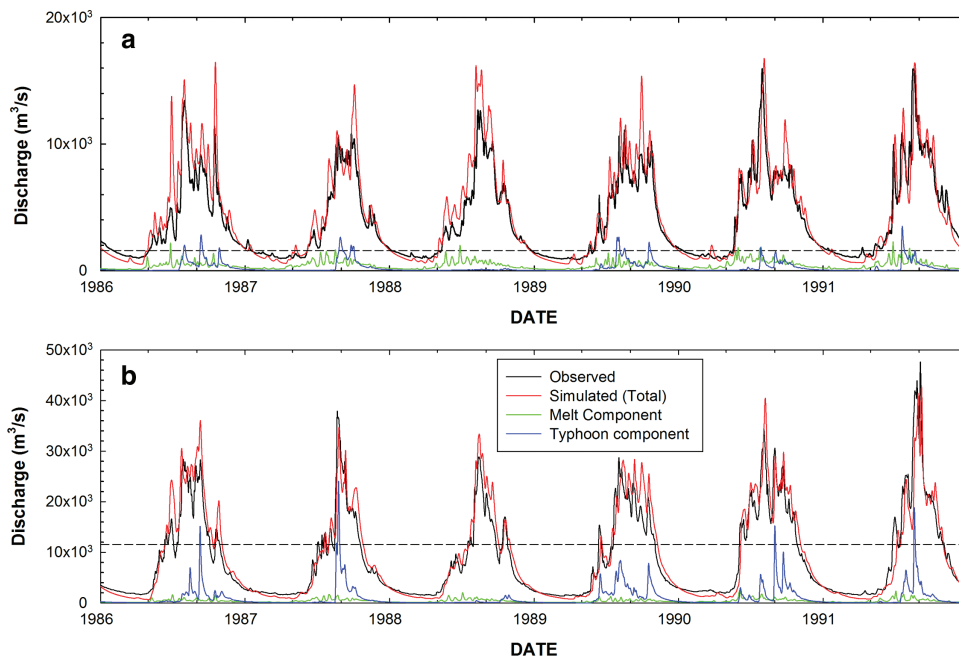 a
20x10³
10x10³
0
Discharge (m³/s)
1986 1987 1988 1989 1990 1991
DATE
b
50x10³
40x10³
30x10³
20x10³
10x10³
0
Discharge (m³/s)
Observed
Simulated (Total)
Melt Component
Typhoon component
1986 1987 1988 1989 1990 1991
DATE